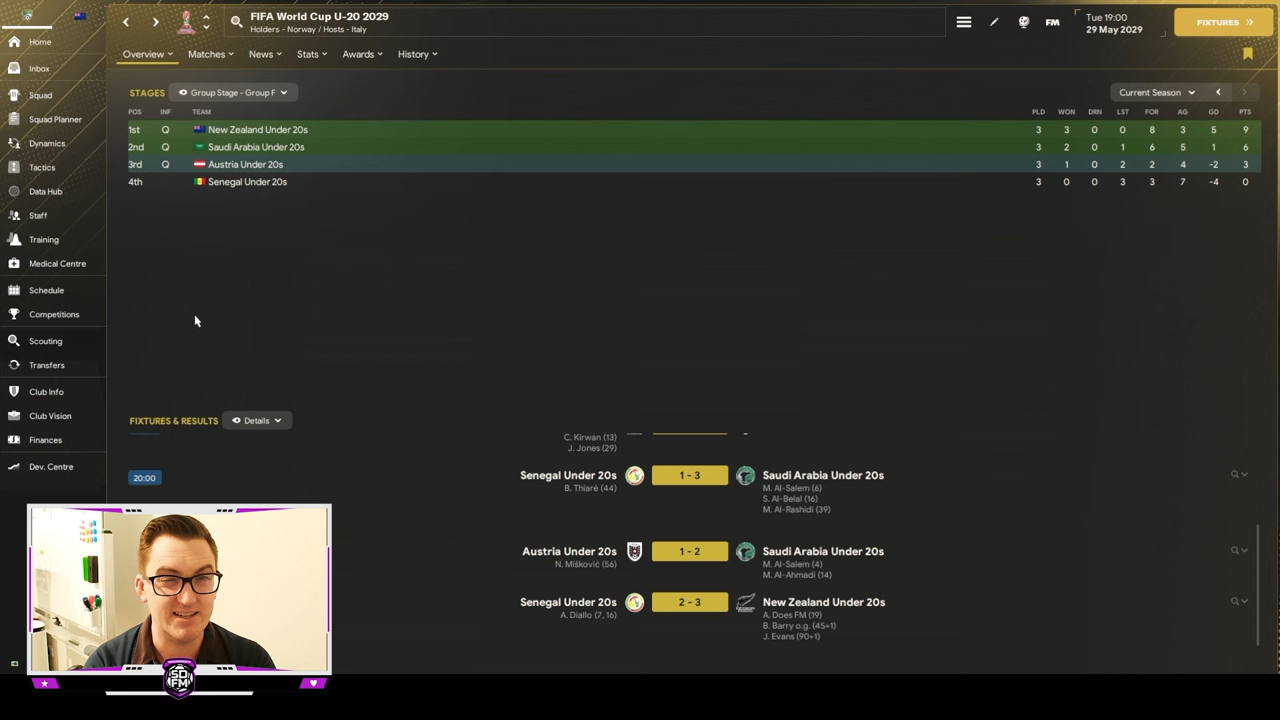 FIFA World Cup U-20 2029
Holders - Norway / Hosts - Italy
FM
Tue 19:00
29 May 2029
FIXTURES
Home
Inbox
Squad
Squad Planner
Dynamics
Tactics
Data Hub
Staff
Training
Medical Centre
Schedule
Competitions
Scouting
Transfers
Club Info
Club Vision
Finances
Dev. Centre
Overview Matches News Stats Awards History
STAGES Group Stage - Group F Current Season
POS INF TEAM PLD WON DRN LST FOR AG GD PTS
1st Q New Zealand Under 20s 3 3 0 0 8 3 5 9
2nd Q Saudi Arabia Under 20s 3 2 0 1 6 5 1 6
3rd Q Austria Under 20s 3 1 0 2 2 4 -2 3
4th Senegal Under 20s 3 0 0 3 3 7 -4 0
FIXTURES & RESULTS Details
C. Kirwan (13)
J. Jones (29)
20:00 Senegal Under 20s 1 - 3 Saudi Arabia Under 20s
B. Thiaré (44) M. Al-Salem (6)
S. Al-Belal (16)
M. Al-Rashidi (39)
Austria Under 20s 1 - 2 Saudi Arabia Under 20s
N. Mišković (56) M. Al-Salem (4)
M. Al-Ahmadi (14)
Senegal Under 20s 2 - 3 New Zealand Under 20s
A. Diallo (7, 16) A. Does FM (19)
B. Barry o.g. (45+1)
J. Evans (90+1)
SD
FM